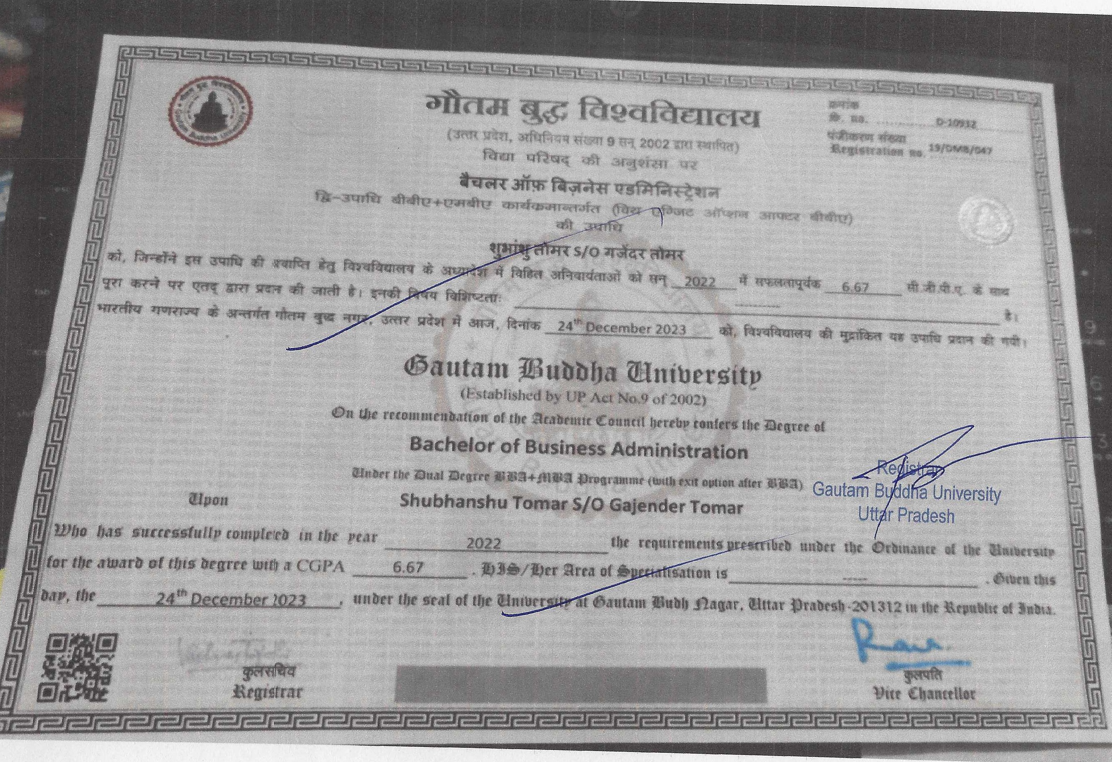 गौतम बुद्ध विश्वविद्यालय
(उत्तर प्रदेश, अधिनियम संख्या 9 सन् 2002 द्वारा स्थापित)
विद्या परिषद् की अनुशंसा पर
क्रमांक
Sr. no. D-10932
पंजीकरण संख्या
Registration no. 19/DMB/047
बैचलर ऑफ़ बिज़नेस एडमिनिस्ट्रेशन
द्वि-उपाधि बीबीए+एमबीए कार्यक्रमान्तर्गत (विथ एग्जिट ऑप्शन आफ्टर बीबीए)
की उपाधि
शुभांशु तोमर S/O गजेंदर तोमर
को, जिन्होंने इस उपाधि की प्राप्ति हेतु विश्वविद्यालय के अध्यादेश में विहित अनिवार्यताओं को सन् 2022 में सफलतापूर्वक 6.67 सी.जी.पी.ए. के साथ
पूरा करने पर एतद् द्वारा प्रदान की जाती है। इनकी विषय विशिष्टता: ------ है।
भारतीय गणराज्य के अन्तर्गत गौतम बुद्ध नगर, उत्तर प्रदेश में आज, दिनांक 24th December 2023 को, विश्वविद्यालय की मुद्रांकित यह उपाधि प्रदान की गयी।
Gautam Buddha University
(Established by UP Act No.9 of 2002)
On the recommendation of the Academic Council hereby confers the Degree of
Bachelor of Business Administration
Under the Dual Degree BBA+MBA Programme (with exit option after BBA)
Upon
Shubhanshu Tomar S/O Gajender Tomar
Registrar
Gautam Buddha University
Uttar Pradesh
Who has successfully completed in the year 2022 the requirements prescribed under the Ordinance of the University
for the award of this degree with a CGPA 6.67 . HIS/Her Area of Specialisation is ----- . Given this
day, the 24th December 2023 , under the seal of the University at Gautam Budh Nagar, Uttar Pradesh-201312 in the Republic of India.
कुलसचिव
Registrar
कुलपति
Vice Chancellor